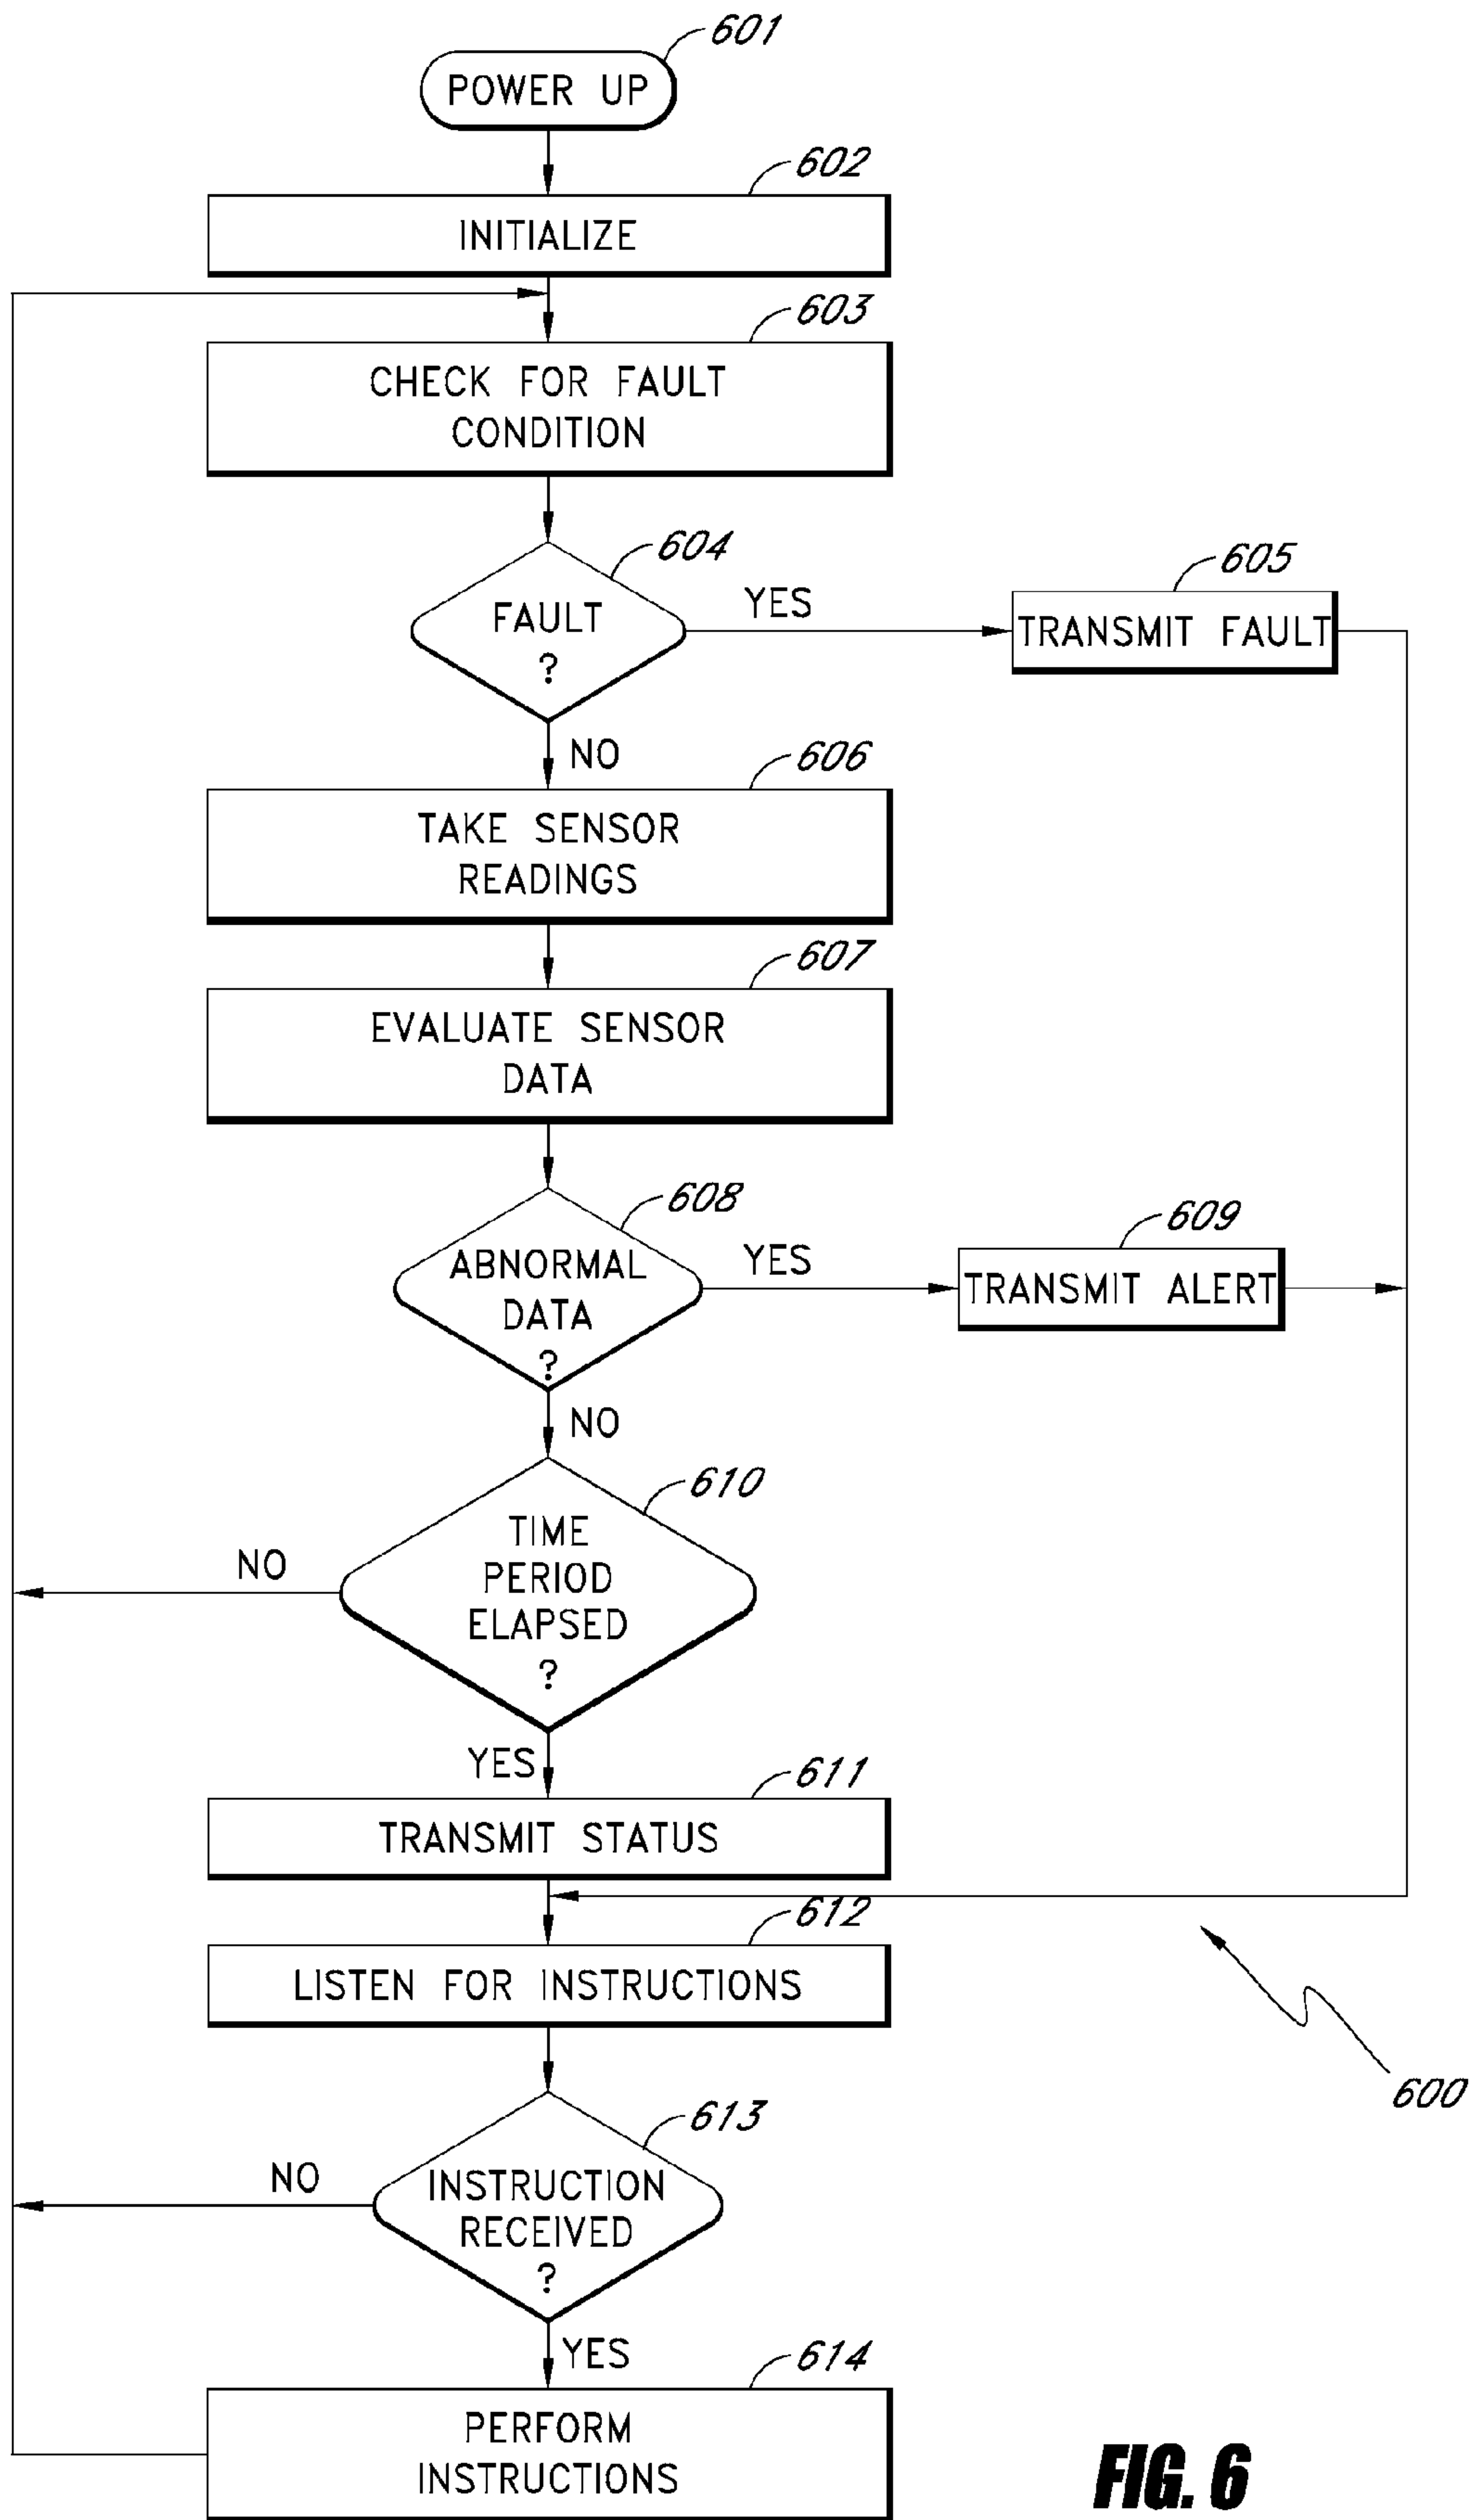 601
POWER UP
602
INITIALIZE
603
CHECK FOR FAULT
CONDITION
604
FAULT
?
YES
605
TRANSMIT FAULT
NO
606
TAKE SENSOR
READINGS
607
EVALUATE SENSOR
DATA
608
ABNORMAL
DATA
?
YES
609
TRANSMIT ALERT
NO
610
TIME
PERIOD
ELAPSED
?
NO
YES
611
TRANSMIT STATUS
612
LISTEN FOR INSTRUCTIONS
600
613
INSTRUCTION
RECEIVED
?
NO
YES
614
PERFORM
INSTRUCTIONS
FIG. 6